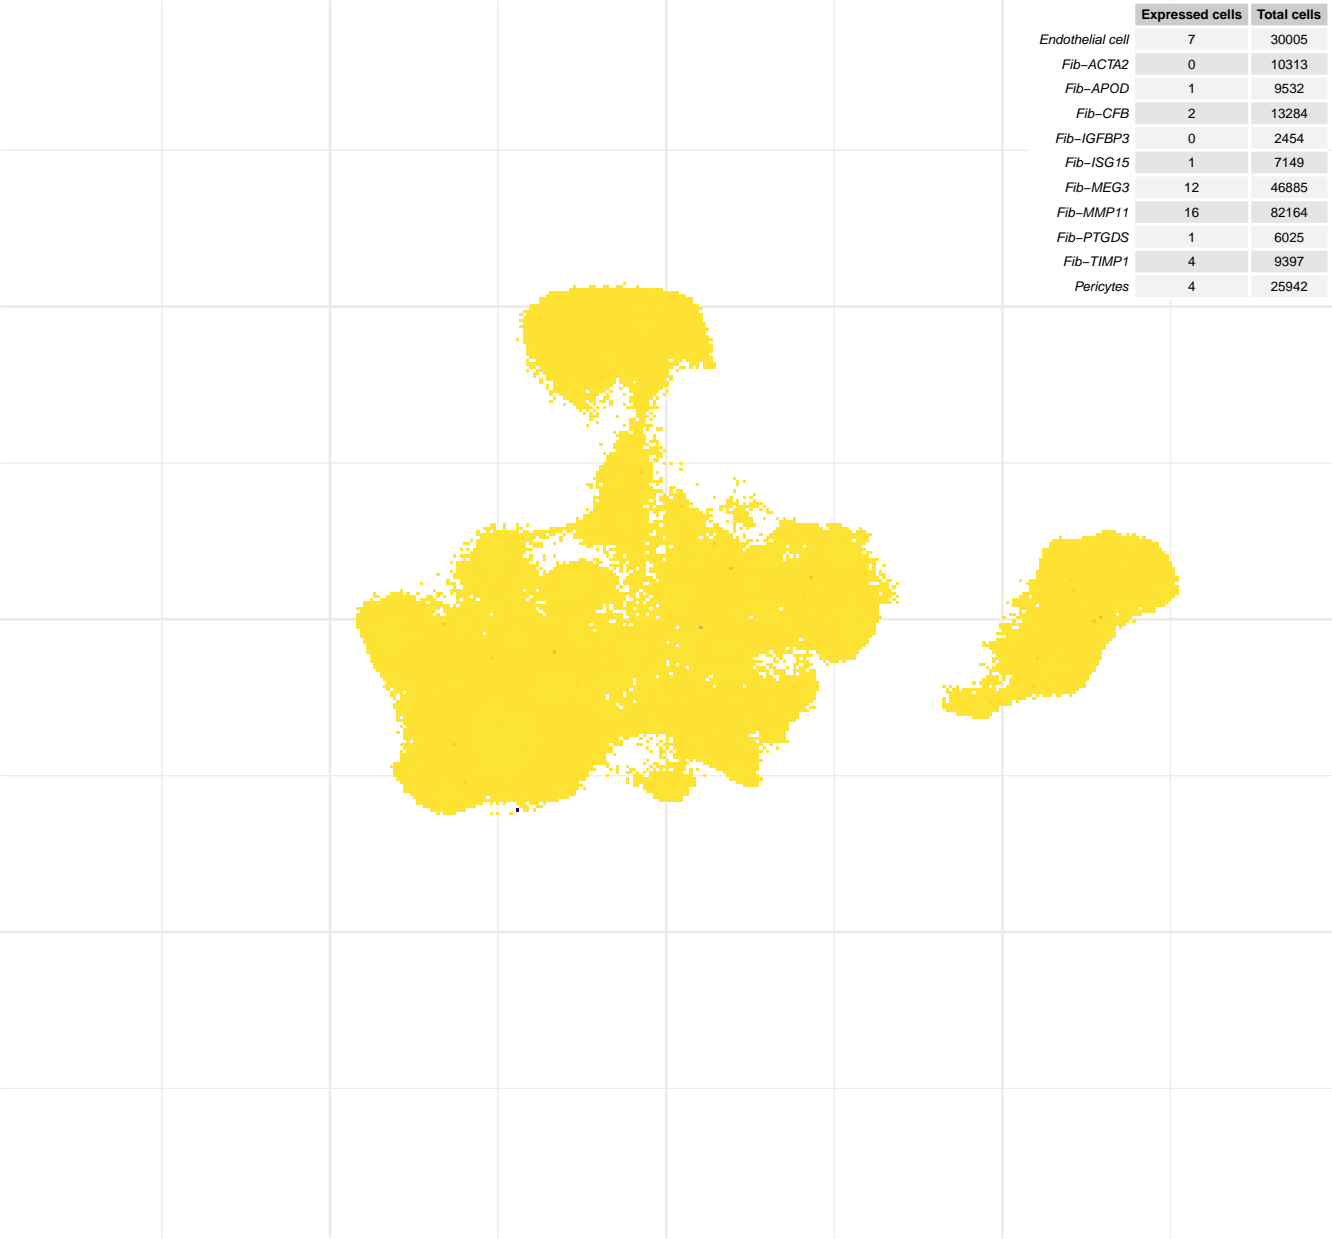 Expressed cells Total cells
Endothelial cell 7 30005
Fib−ACTA2 0 10313
Fib−APOD 1 9532
Fib−CFB 2 13284
Fib−IGFBP3 0 2454
Fib−ISG15 1 7149
Fib−MEG3 12 46885
Fib−MMP11 16 82164
Fib−PTGDS 1 6025
Fib−TIMP1 4 9397
Pericytes 4 25942